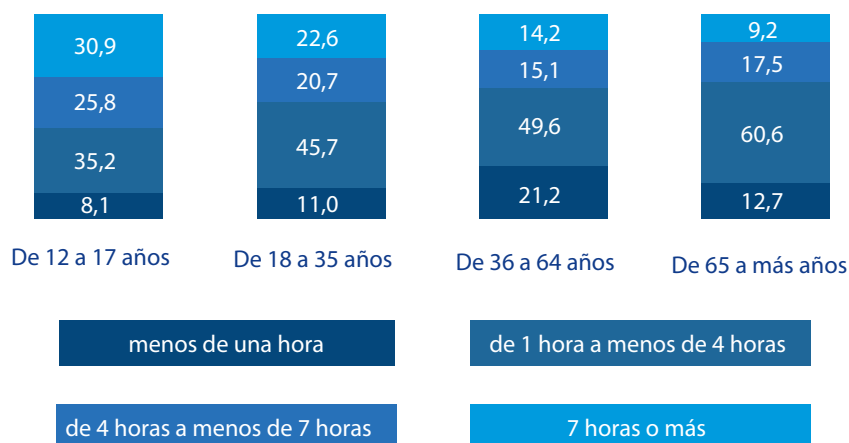 30,9
25,8
35,2
8,1
22,6
20,7
45,7
11,0
14,2
15,1
49,6
21,2
9,2
17,5
60,6
12,7
De 12 a 17 años
De 18 a 35 años
De 36 a 64 años
De 65 a más años
menos de una hora
de 1 hora a menos de 4 horas
de 4 horas a menos de 7 horas
7 horas o más